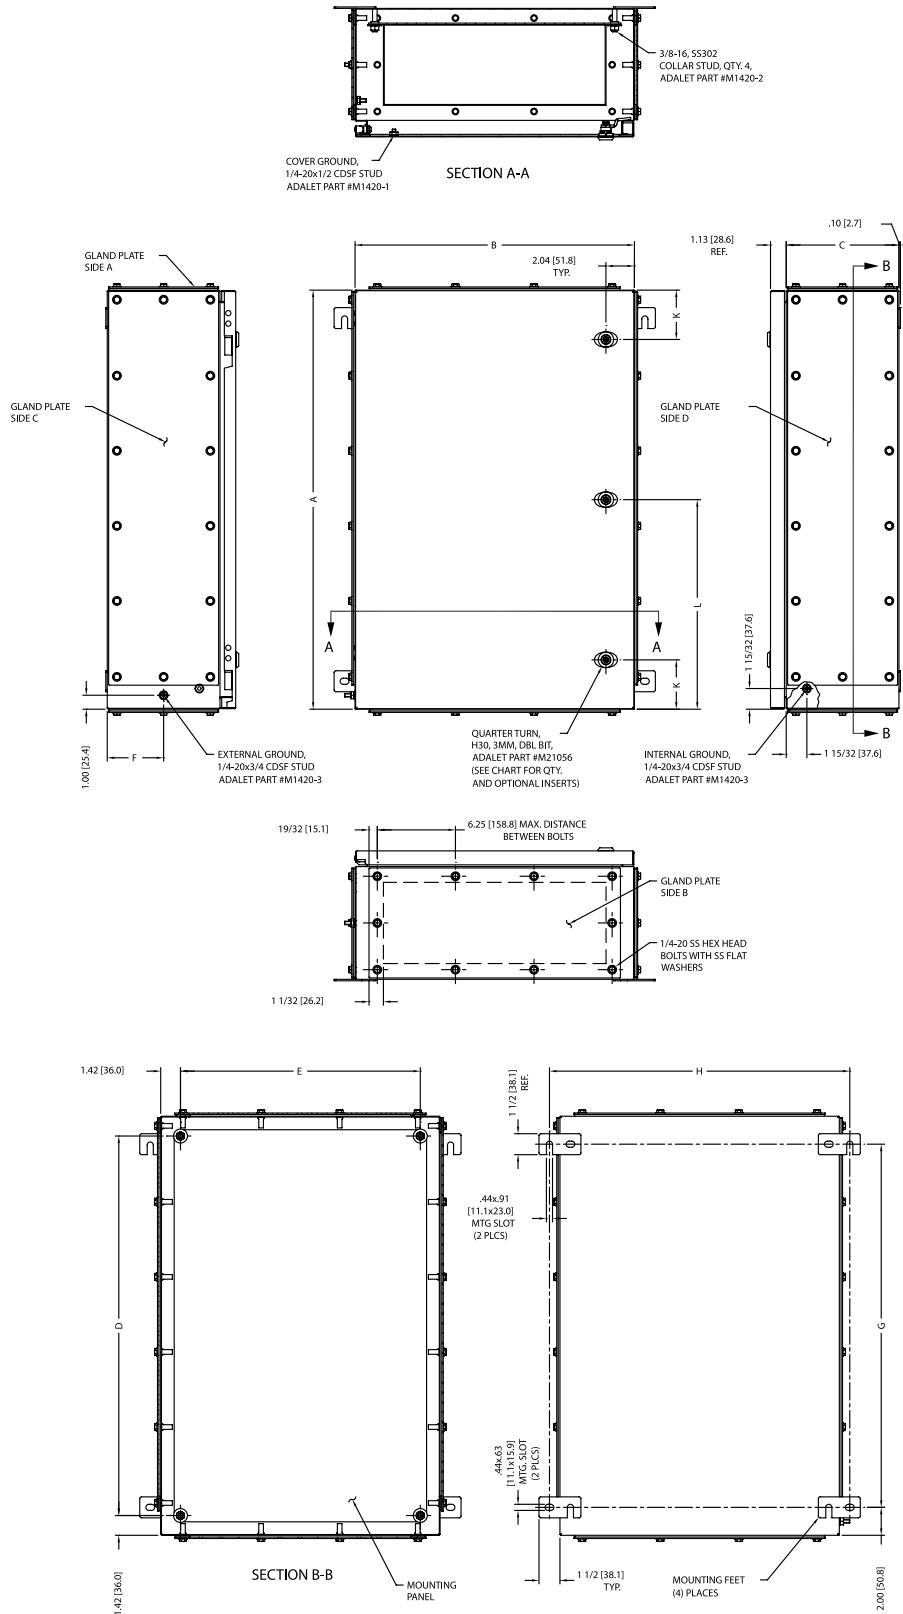 3/8-16, SS302
COLLAR STUD, QTY. 4,
ADALET PART #M1420-2
COVER GROUND,
1/4-20x1/2 CDSF STUD
ADALET PART #M1420-1
SECTION A-A
GLAND PLATE
SIDE A
B
2.04 [51.8]
TYP.
1.13 [28.6]
REF.
.10 [2.7]
C
B
K
GLAND PLATE
SIDE C
GLAND PLATE
SIDE D
A
L
A
A
K
1 15/32 [37.6]
B
1.00 [25.4]
F
EXTERNAL GROUND,
1/4-20x3/4 CDSF STUD
ADALET PART #M1420-3
QUARTER TURN,
H30, 3MM, DBL BIT,
ADALET PART #M21056
(SEE CHART FOR QTY.
AND OPTIONAL INSERTS)
INTERNAL GROUND,
1/4-20x3/4 CDSF STUD
ADALET PART #M1420-3
1 15/32 [37.6]
19/32 [15.1]
6.25 [158.8] MAX. DISTANCE
BETWEEN BOLTS
GLAND PLATE
SIDE B
1/4-20 SS HEX HEAD
BOLTS WITH SS FLAT
WASHERS
1 1/32 [26.2]
1.42 [36.0]
E
1 1/2 [38.1]
REF.
H
.44x.91
[11.1x23.0]
MTG SLOT
(2 PLCS)
D
G
.44x.63
[11.1x15.9]
MTG. SLOT
(2 PLCS)
1.42 [36.0]
SECTION B-B
MOUNTING
PANEL
1 1/2 [38.1]
TYP.
MOUNTING FEET
(4) PLACES
2.00 [50.8]